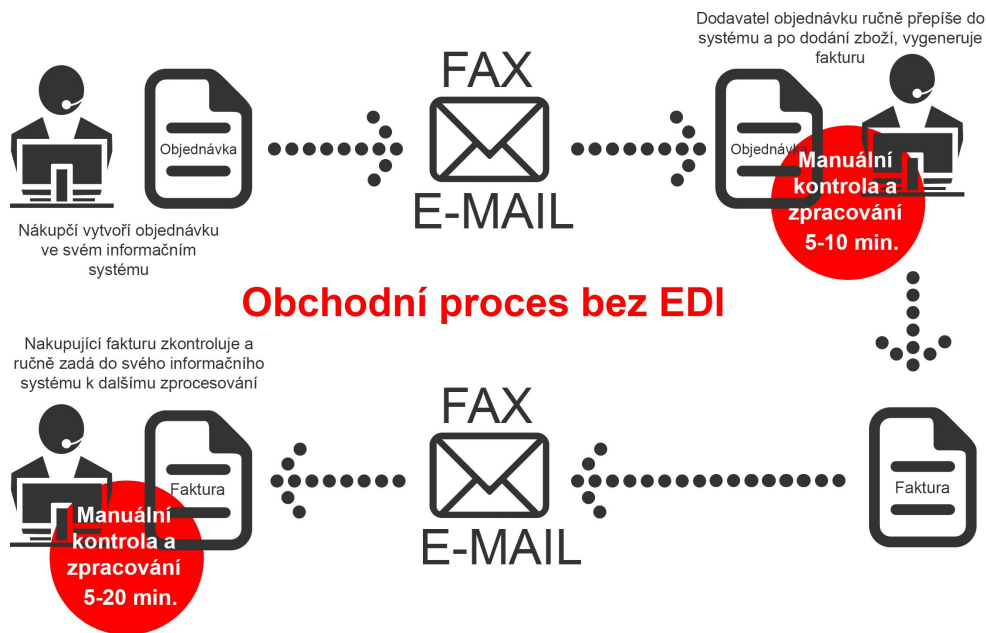 Dodavatel objednávku ručně přepíše do
systému a po dodání zboží, vygeneruje
fakturu
FAX
E-MAIL
Objednávka
Objednávka
Manuální
kontrola a
zpracování
5-10 min.
Nákupčí vytvoří objednávku
ve svém informačním
systému
Obchodní proces bez EDI
Nakupující fakturu zkontroluje a
ručně zadá do svého informačního
systému k dalšímu zprocesování
FAX
E-MAIL
Faktura
Faktura
Manuální
kontrola a
zpracování
5-20 min.